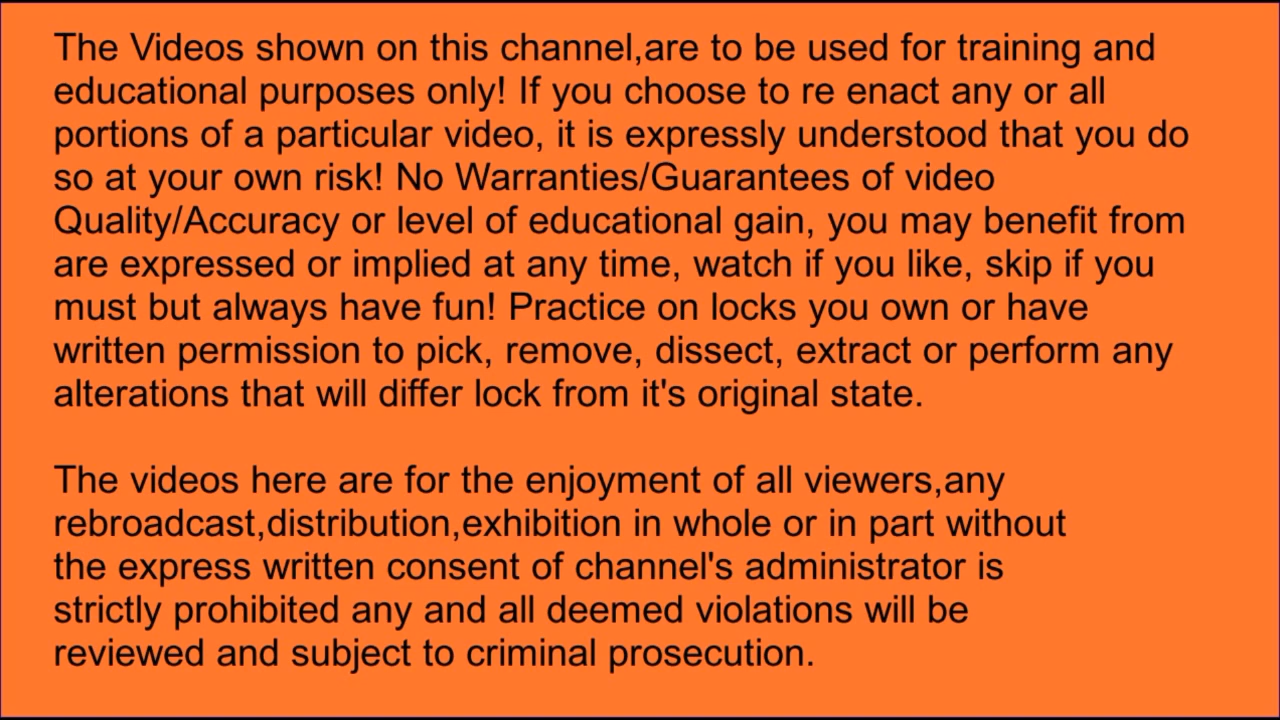 The Videos shown on this channel,are to be used for training and
educational purposes only! If you choose to re enact any or all
portions of a particular video, it is expressly understood that you do
so at your own risk! No Warranties/Guarantees of video
Quality/Accuracy or level of educational gain, you may benefit from
are expressed or implied at any time, watch if you like, skip if you
must but always have fun! Practice on locks you own or have
written permission to pick, remove, dissect, extract or perform any
alterations that will differ lock from it's original state.

The videos here are for the enjoyment of all viewers,any
rebroadcast,distribution,exhibition in whole or in part without
the express written consent of channel's administrator is
strictly prohibited any and all deemed violations will be
reviewed and subject to criminal prosecution.